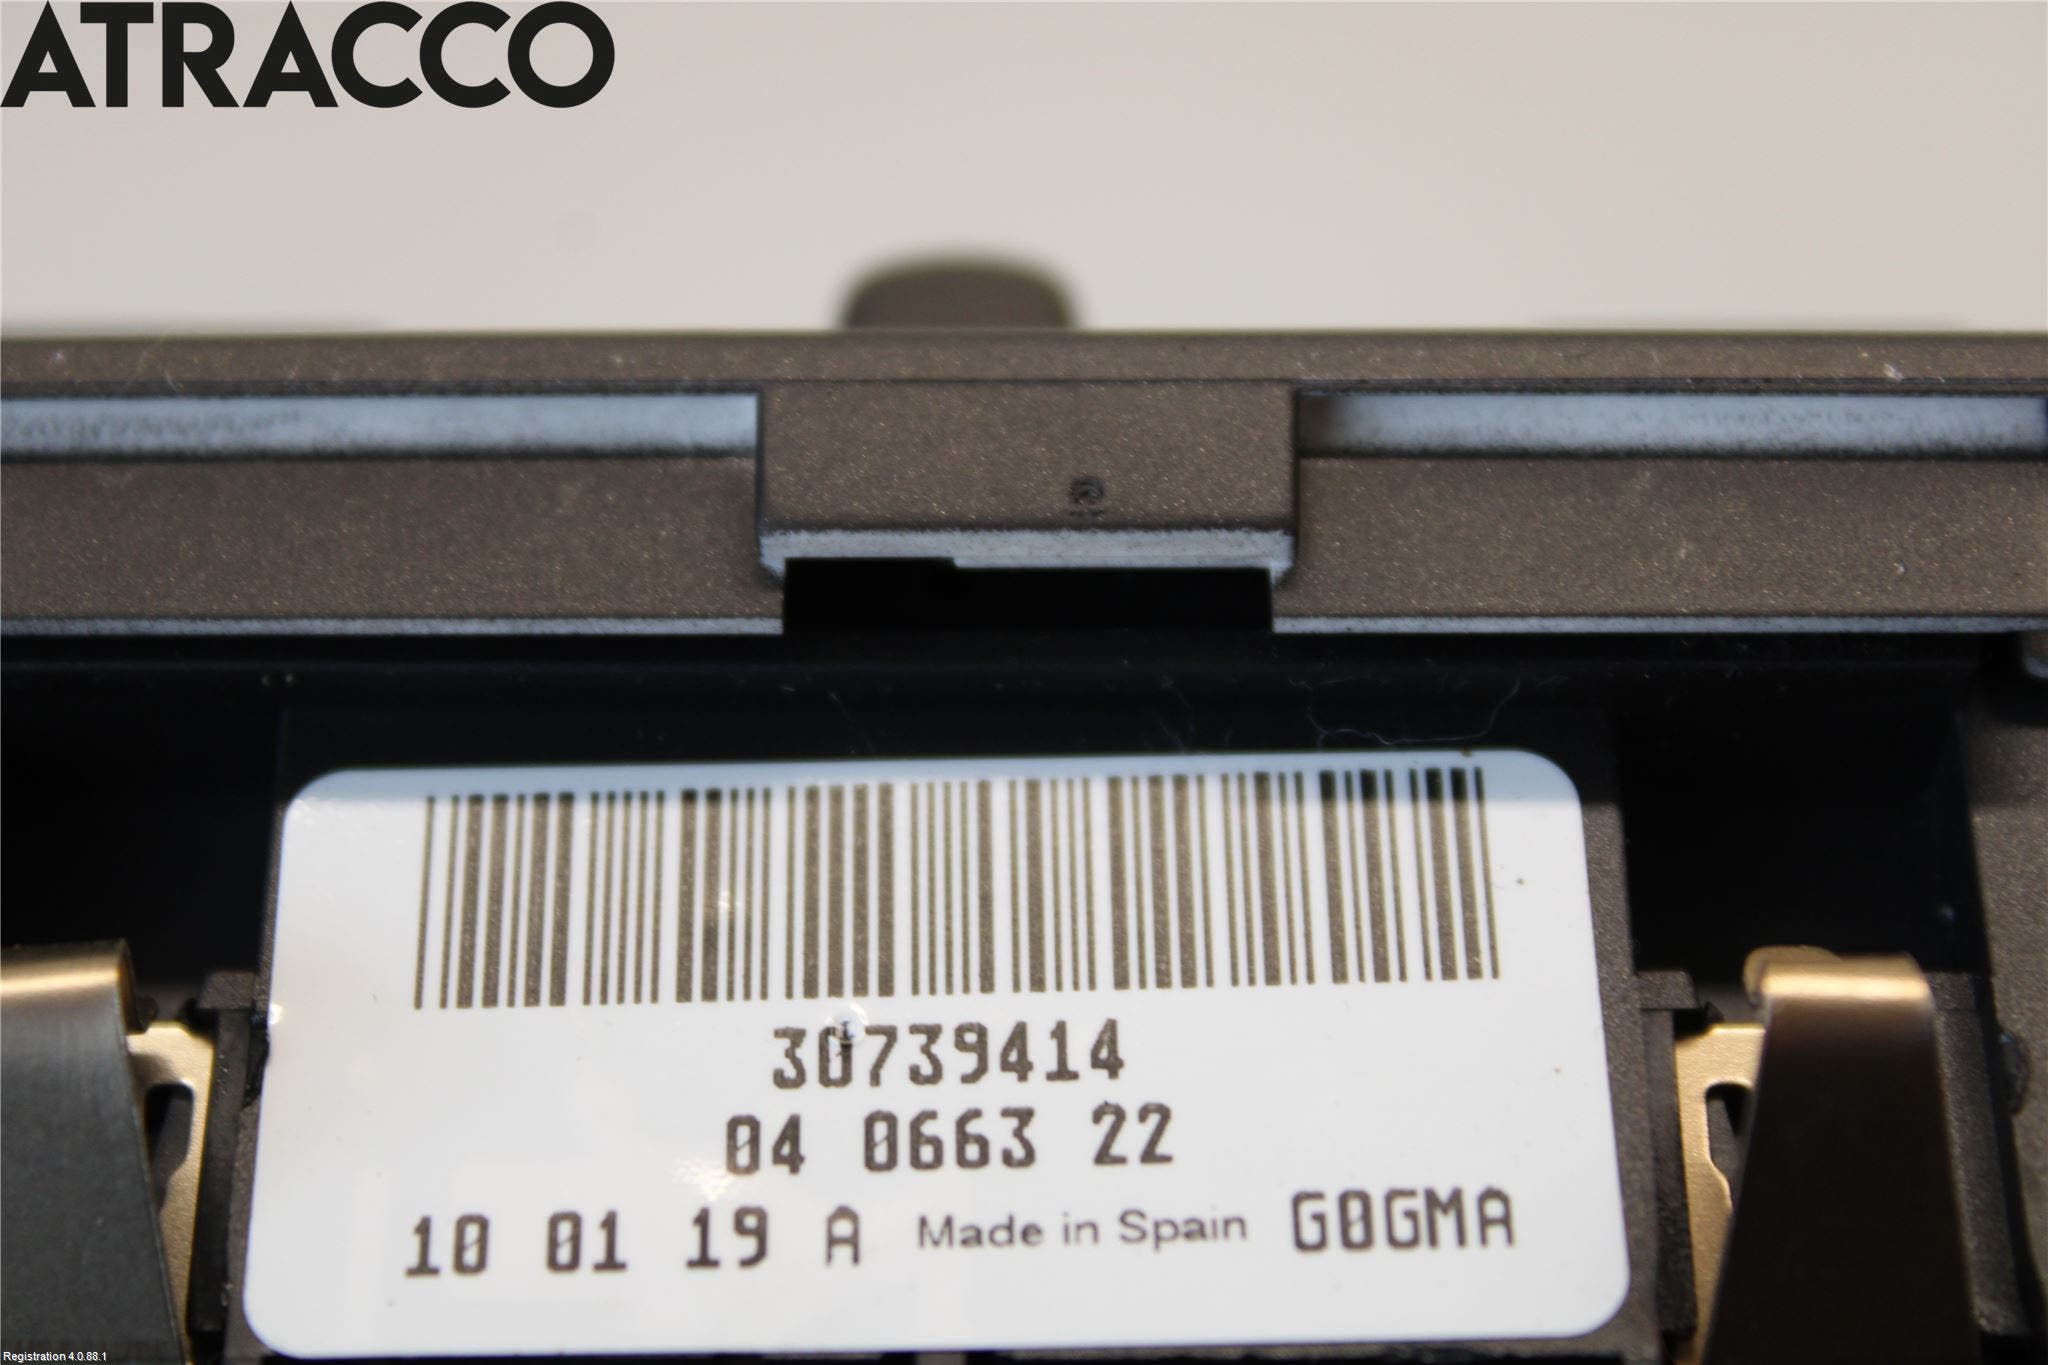 ATRACCO
30739414
04 0663 22
10 01 19 A Made in Spain G0GMA
Registration 4.0.88.1